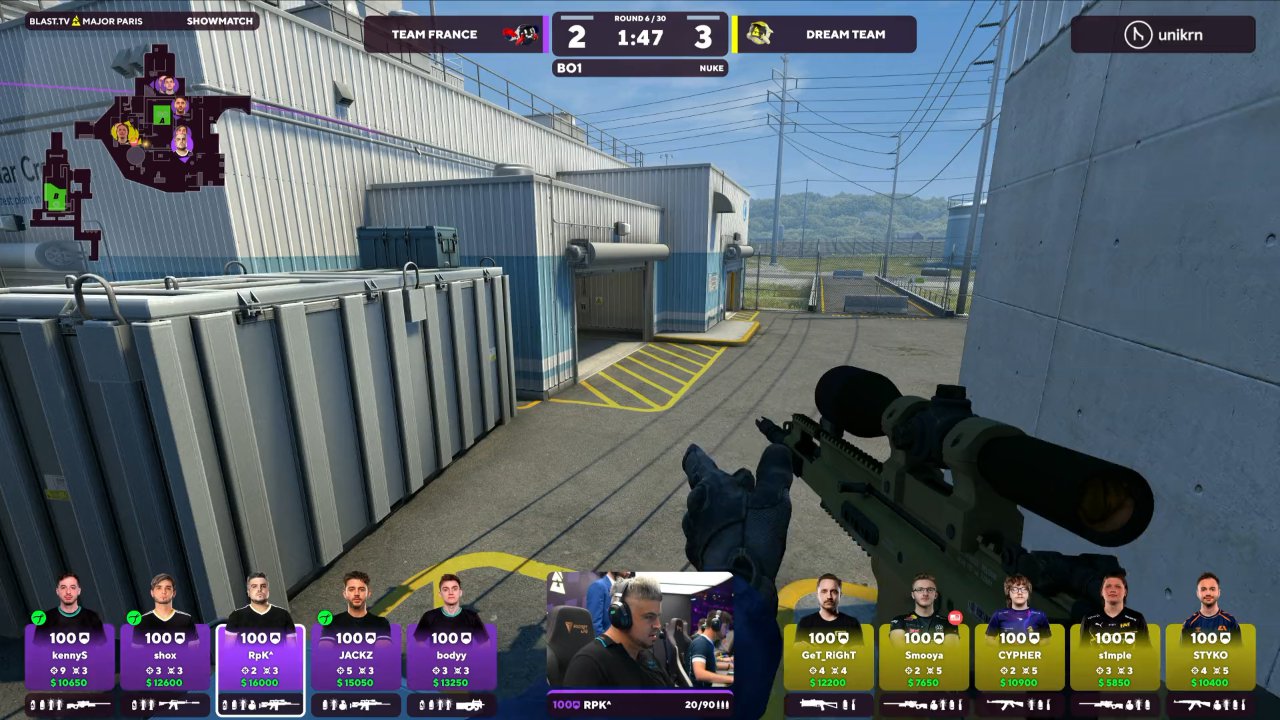 BLAST.TV MAJOR PARIS SHOWMATCH
TEAM FRANCE
2
ROUND 6 / 30
1:47
3
DREAM TEAM
unikrn
BO1
NUKE
A
B
100 100 100 100 100
kennyS shox RpK^ JACKZ bodyy
9 3 3 3 2 3 5 3 3 3
$10650 $12600 $16000 $15050 $13250
100 RPK^ 20/90
100 100 100 100 100
GeT_RiGhT Smooya CYPHER s1mple STYKO
4 4 2 5 2 5 3 3 4 5
$12200 $7650 $10900 $5850 $10400